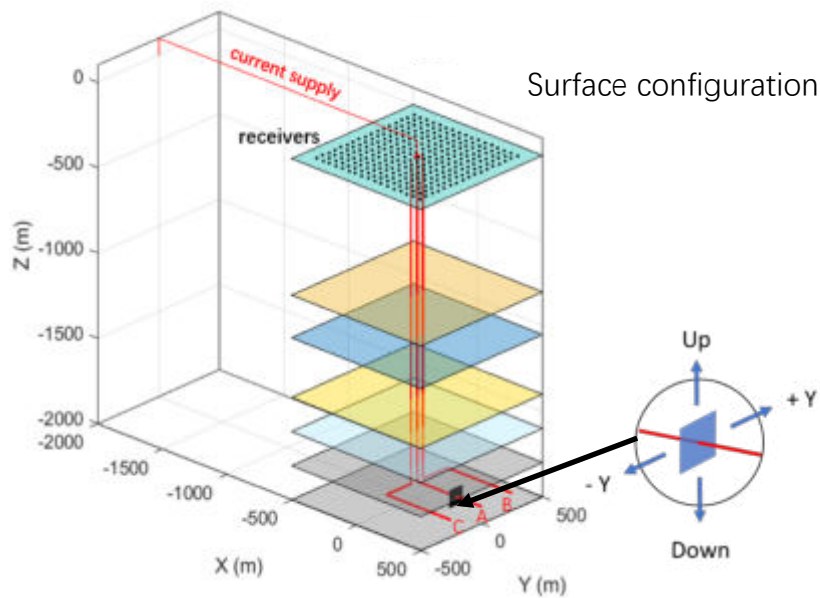 current supply
Surface configuration
receivers
0
-500
-1000
-1500
-2000
Z (m)
-2000
-1500
-1000
-500
0
500
X (m)
-500
0
500
Y (m)
C
A
B
Up
+ Y
- Y
Down